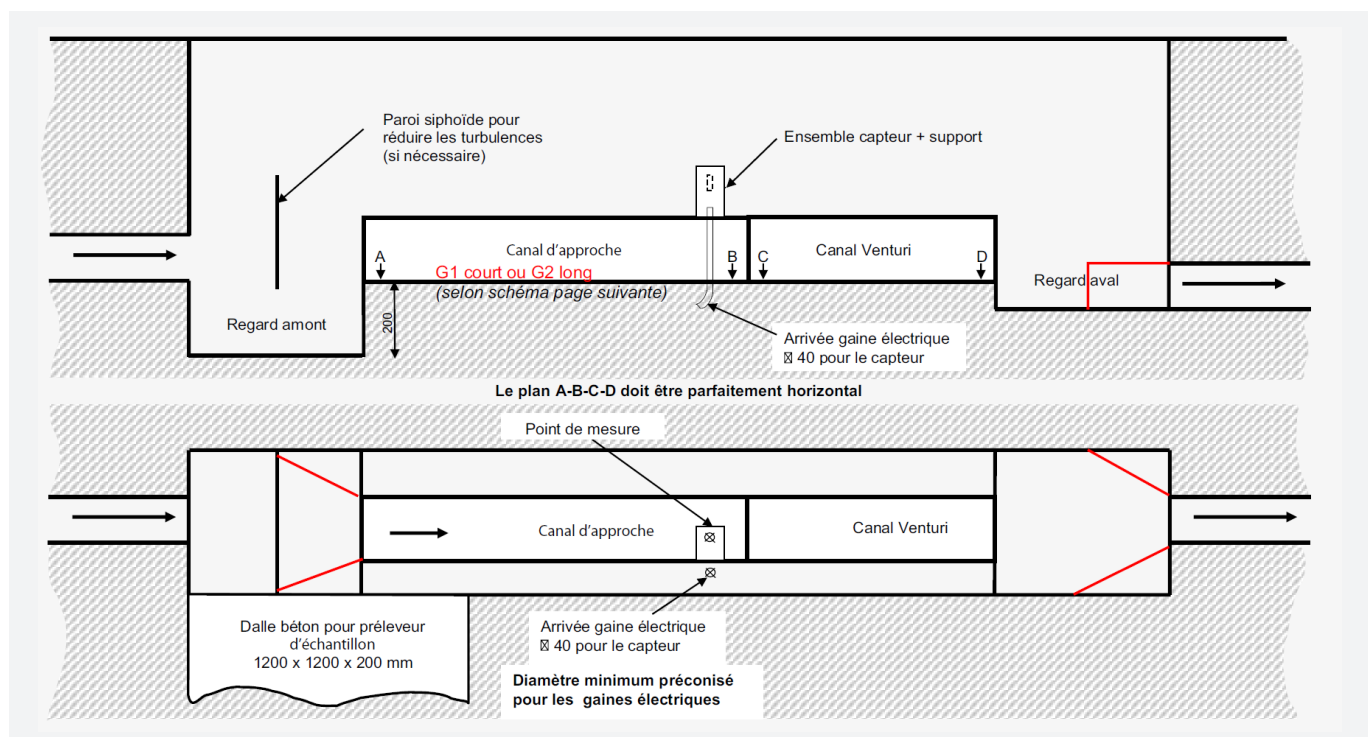 Paroi siphoïde pour
réduire les turbulences
(si nécessaire)
Ensemble capteur + support
Canal d'approche
Canal Venturi
A
B
C
D
G1 court ou G2 long
(selon schéma page suivante)
Regard amont
200
Regard aval
Arrivée gaine électrique
☒ 40 pour le capteur
Le plan A-B-C-D doit être parfaitement horizontal
Point de mesure
Canal d'approche
Canal Venturi
Dalle béton pour préleveur
d'échantillon
1200 x 1200 x 200 mm
Arrivée gaine électrique
☒ 40 pour le capteur
Diamètre minimum préconisé
pour les gaines électriques